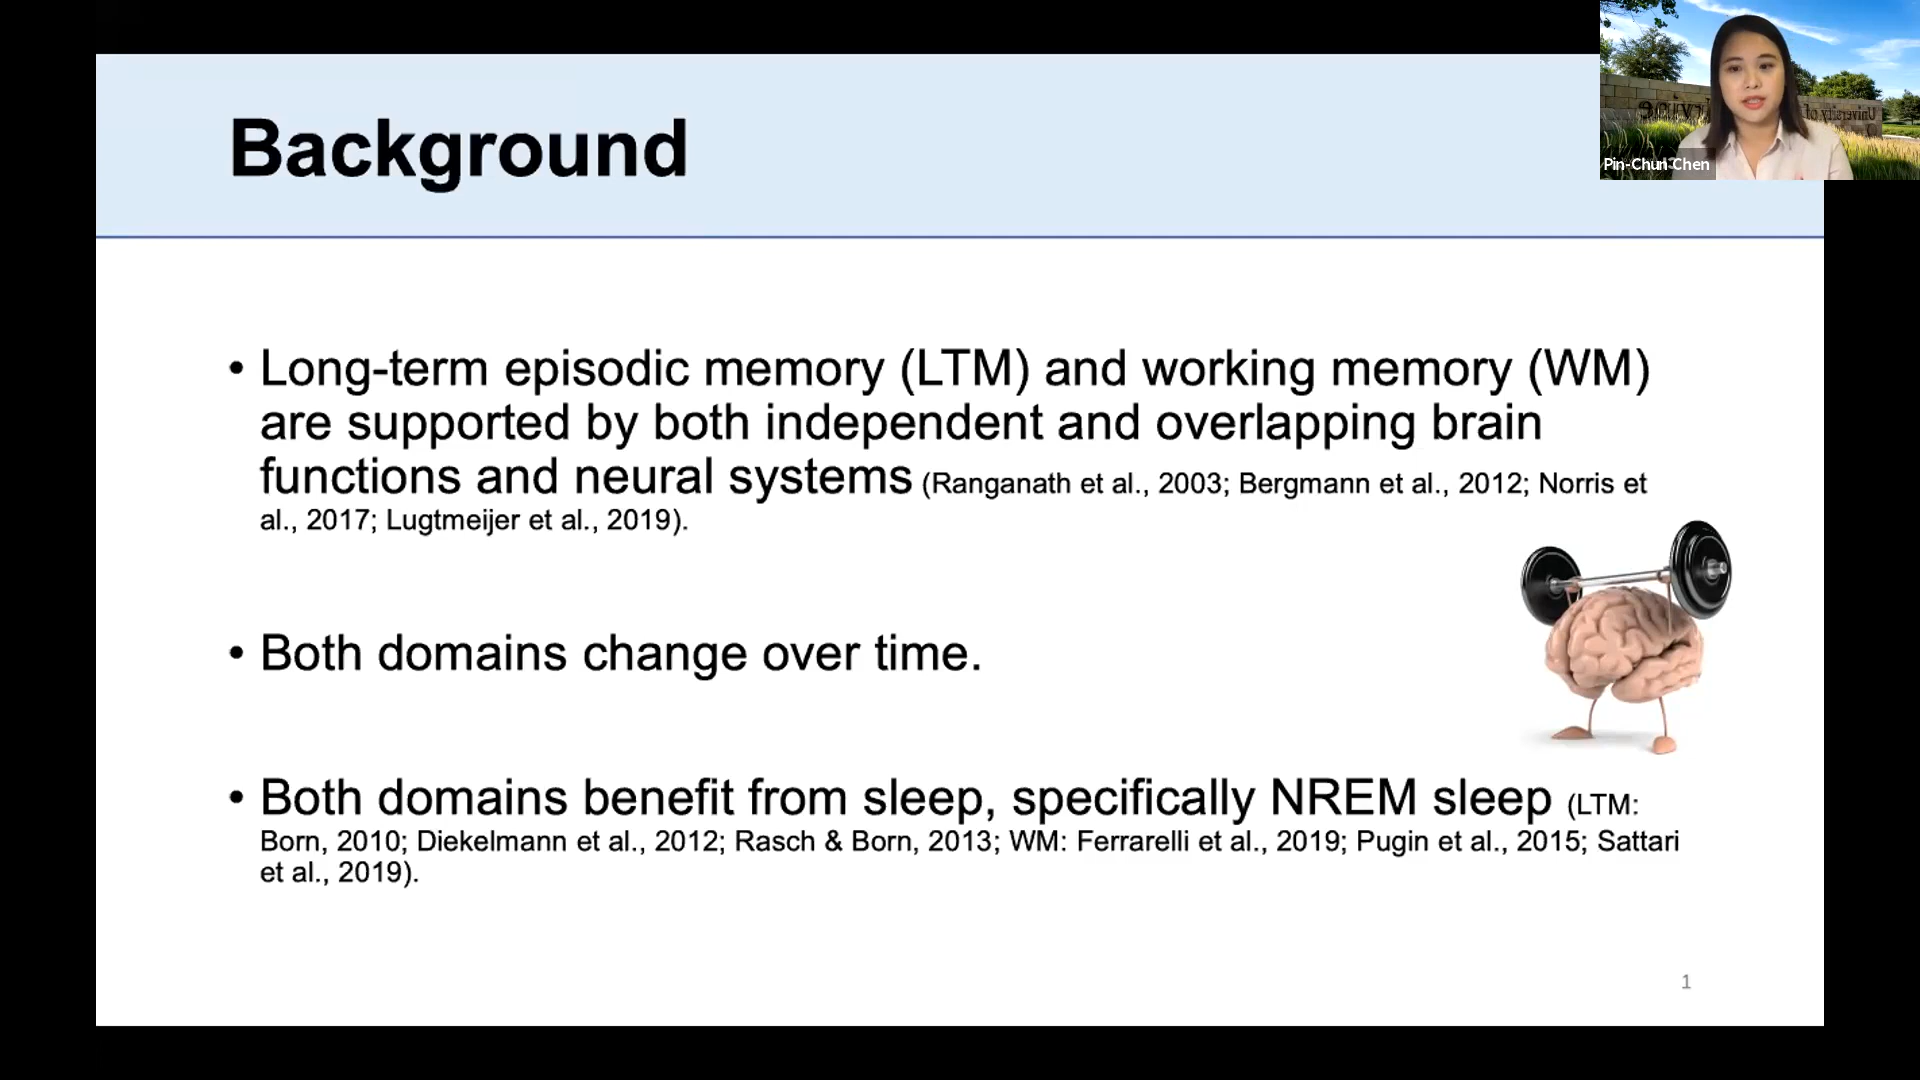 Background
University of
Irvine
Pin-Chun Chen
• Long-term episodic memory (LTM) and working memory (WM)
are supported by both independent and overlapping brain
functions and neural systems (Ranganath et al., 2003; Bergmann et al., 2012; Norris et
al., 2017; Lugtmeijer et al., 2019).
• Both domains change over time.
• Both domains benefit from sleep, specifically NREM sleep (LTM:
Born, 2010; Diekelmann et al., 2012; Rasch & Born, 2013; WM: Ferrarelli et al., 2019; Pugin et al., 2015; Sattari
et al., 2019).
1